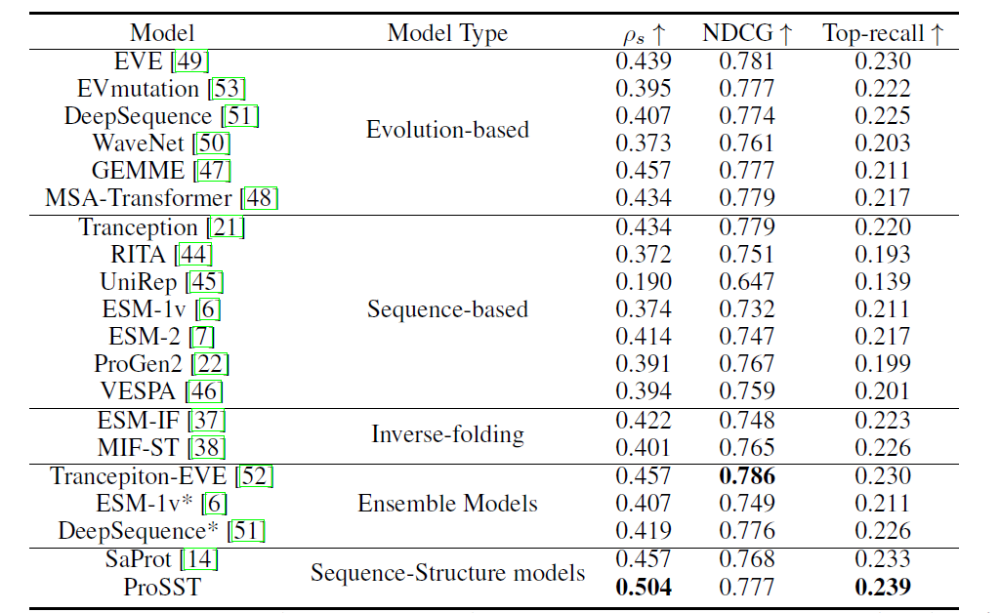 Model Model Type ρs ↑ NDCG ↑ Top-recall ↑
EVE [49] 0.439 0.781 0.230
EVmutation [53] 0.395 0.777 0.222
DeepSequence [51] 0.407 0.774 0.225
Evolution-based
WaveNet [50] 0.373 0.761 0.203
GEMME [47] 0.457 0.777 0.211
MSA-Transformer [48] 0.434 0.779 0.217
Tranception [21] 0.434 0.779 0.220
RITA [44] 0.372 0.751 0.193
UniRep [45] 0.190 0.647 0.139
ESM-1v [6] Sequence-based 0.374 0.732 0.211
ESM-2 [7] 0.414 0.747 0.217
ProGen2 [22] 0.391 0.767 0.199
VESPA [46] 0.394 0.759 0.201
ESM-IF [37] 0.422 0.748 0.223
Inverse-folding
MIF-ST [38] 0.401 0.765 0.226
Trancepiton-EVE [52] 0.457 0.786 0.230
ESM-1v* [6] Ensemble Models 0.407 0.749 0.211
DeepSequence* [51] 0.419 0.776 0.226
SaProt [14] 0.457 0.768 0.233
Sequence-Structure models
ProSST 0.504 0.777 0.239